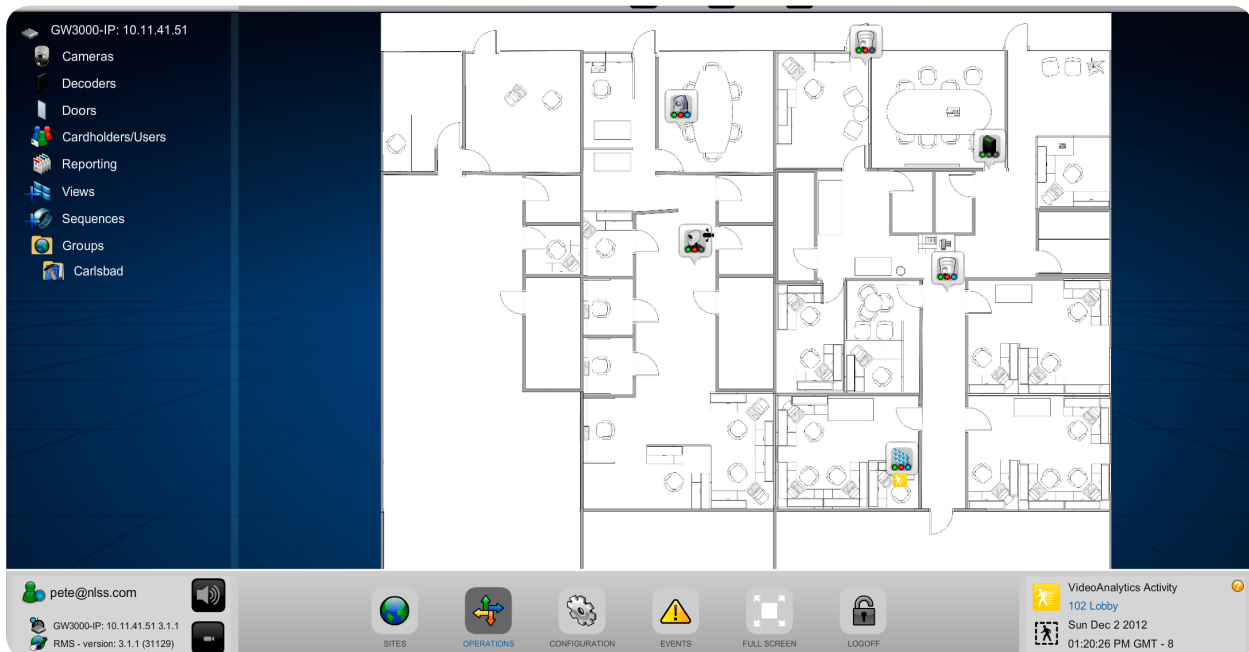 GW3000-IP: 10.11.41.51
Cameras
Decoders
Doors
Cardholders/Users
Reporting
Views
Sequences
Groups
Carlsbad
pete@nlss.com
GW3000-IP: 10.11.41.51 3.1.1
RMS - version: 3.1.1 (31129)
SITES
OPERATIONS
CONFIGURATION
EVENTS
FULL SCREEN
LOGOFF
VideoAnalytics Activity
?
102 Lobby
Sun Dec 2 2012
01:20:26 PM GMT - 8